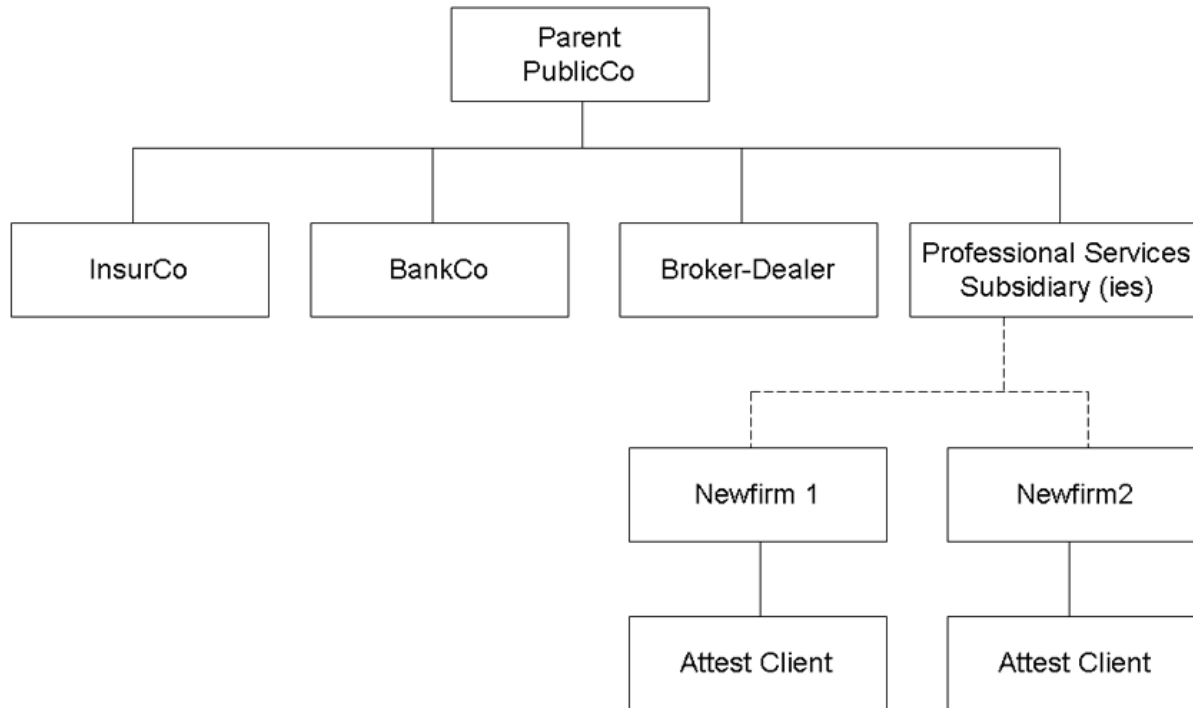 Parent
PublicCo
InsurCo
BankCo
Broker-Dealer
Professional Services
Subsidiary (ies)
Newfirm 1
Newfirm2
Attest Client
Attest Client